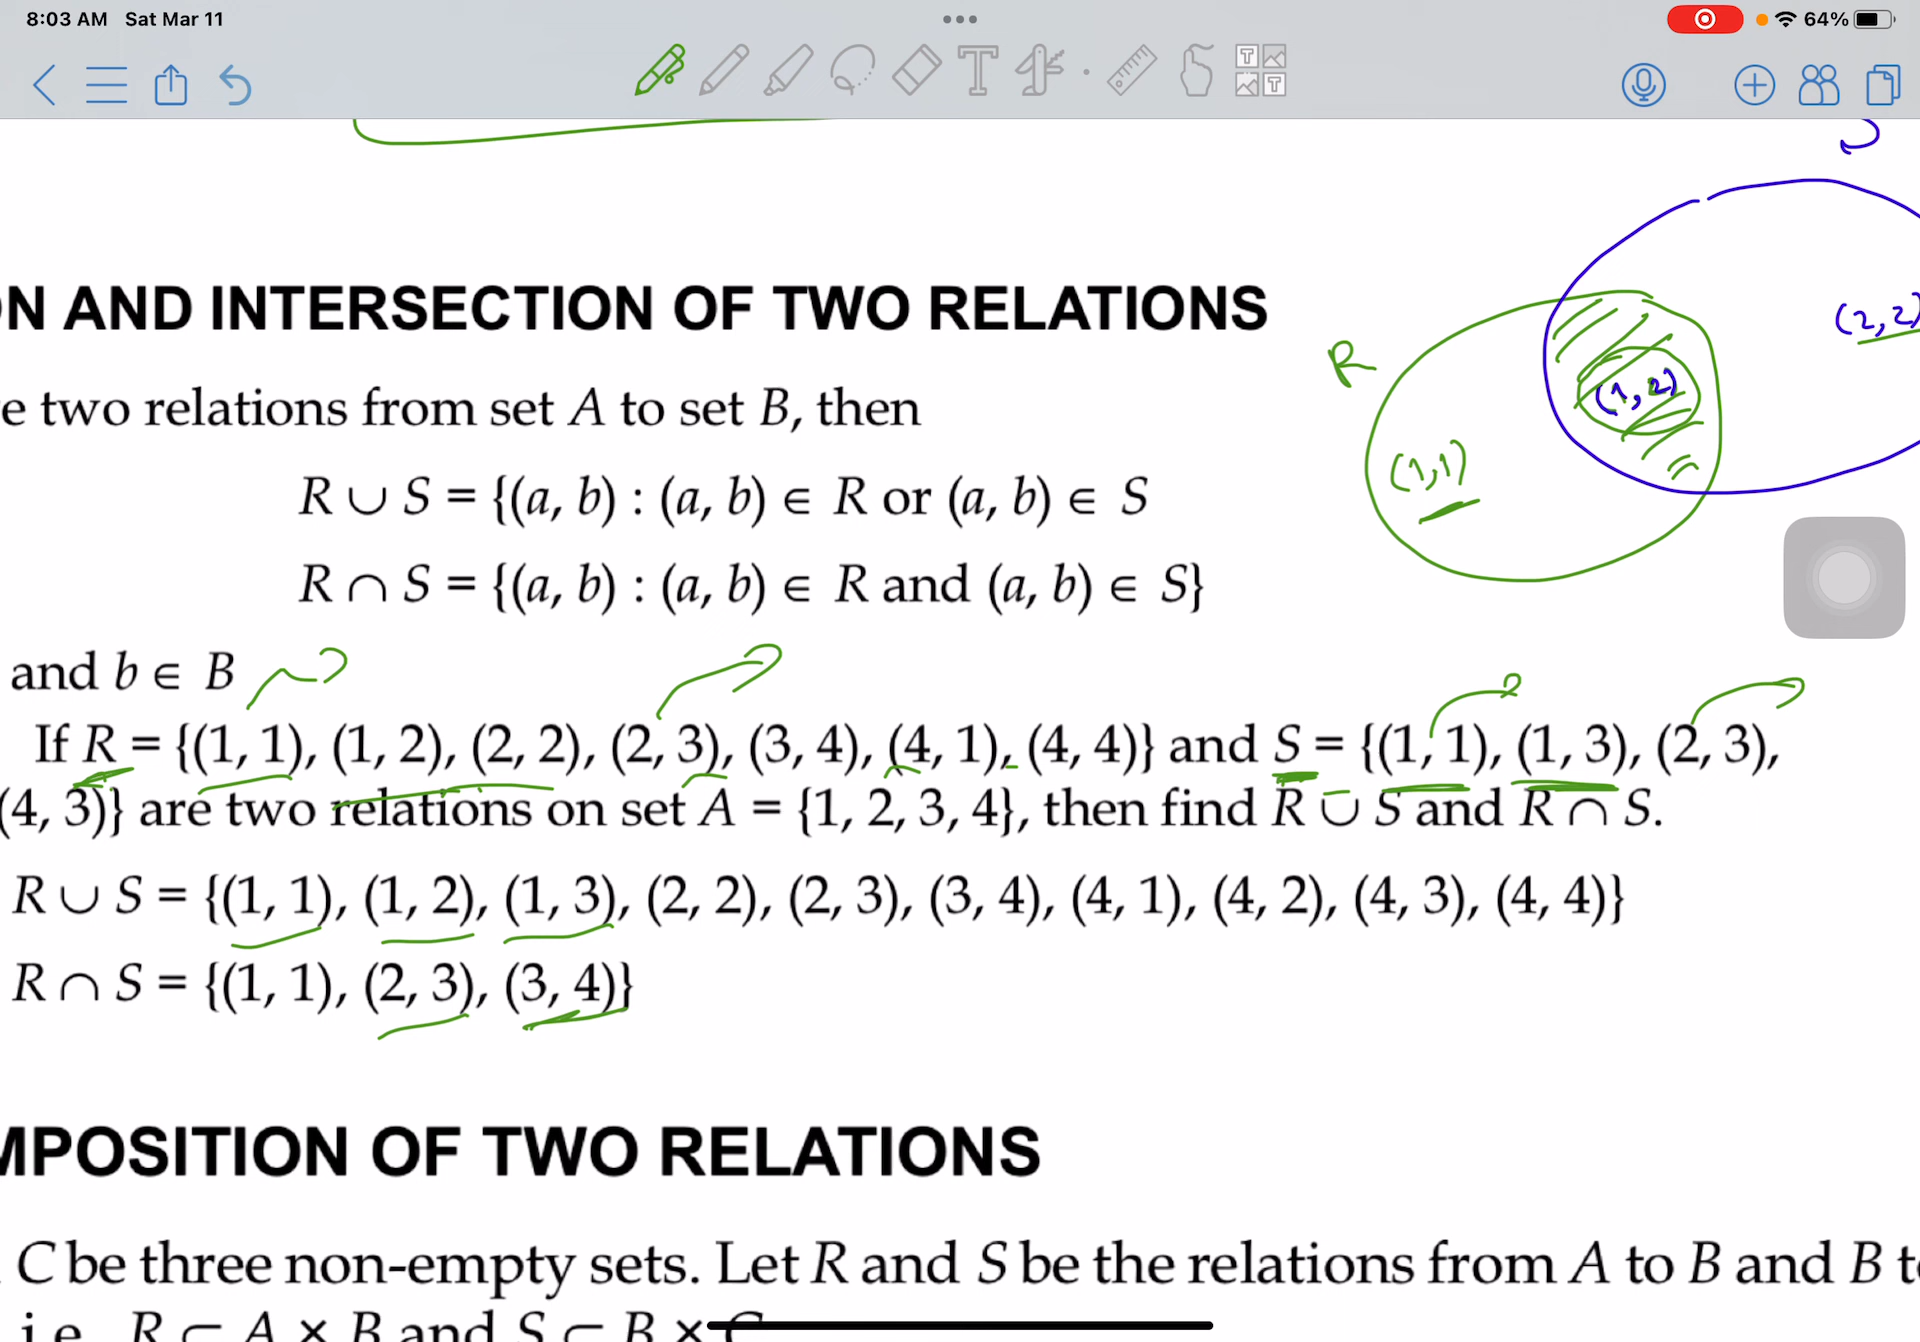 8:03 AM Sat Mar 11
64%
(2,2)
ON AND INTERSECTION OF TWO RELATIONS
R
(1,2)
e two relations from set A to set B, then
(1,1)
R ∪ S = {(a, b) : (a, b) ∈ R or (a, b) ∈ S
R ∩ S = {(a, b) : (a, b) ∈ R and (a, b) ∈ S}
and b ∈ B
If R = {(1, 1), (1, 2), (2, 2), (2, 3), (3, 4), (4, 1), (4, 4)} and S = {(1, 1), (1, 3), (2, 3),
(4, 3)} are two relations on set A = {1, 2, 3, 4}, then find R ∪ S and R ∩ S.
R ∪ S = {(1, 1), (1, 2), (1, 3), (2, 2), (2, 3), (3, 4), (4, 1), (4, 2), (4, 3), (4, 4)}
R ∩ S = {(1, 1), (2, 3), (3, 4)}
MPOSITION OF TWO RELATIONS
C be three non-empty sets. Let R and S be the relations from A to B and B t
i.e. R ⊂ A × B and S ⊂ B × C